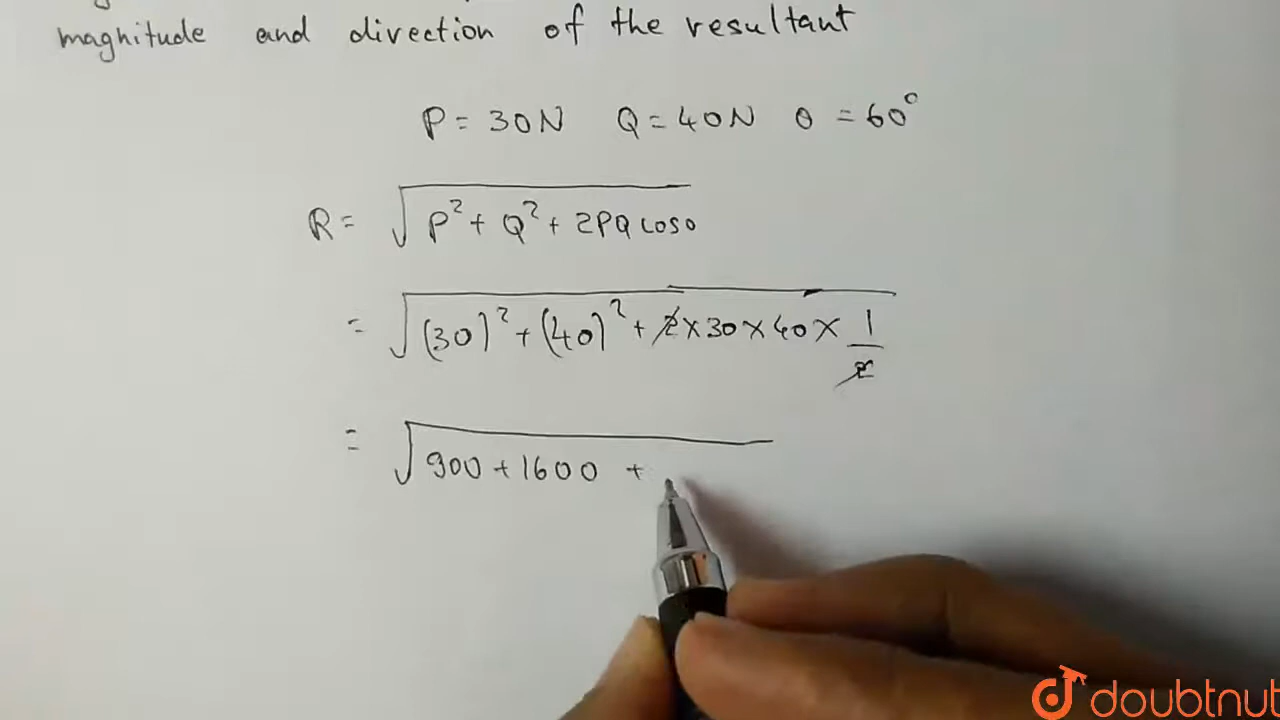 magnitude and direction of the resultant
P = 30N Q = 40N θ = 60°
R = √(P² + Q² + 2PQ cosθ)
= √((30)² + (40)² + 2 × 30 × 40 × 1/2)
= √(900 + 1600 +
doubtnut